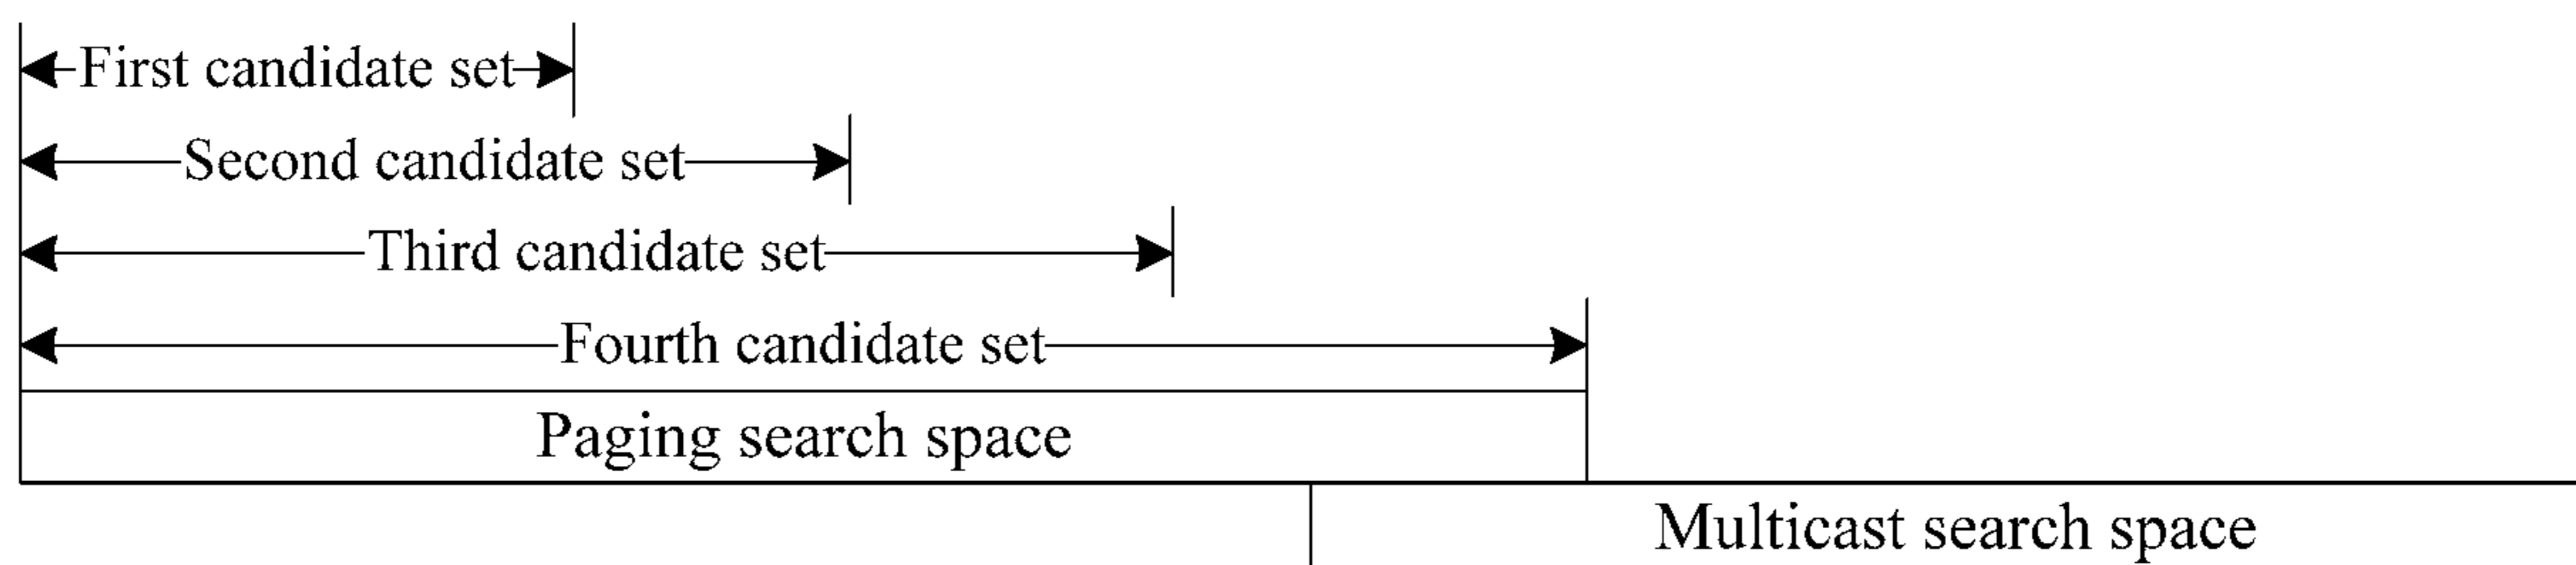 First candidate set
Second candidate set
Third candidate set
Fourth candidate set
Paging search space
Multicast search space